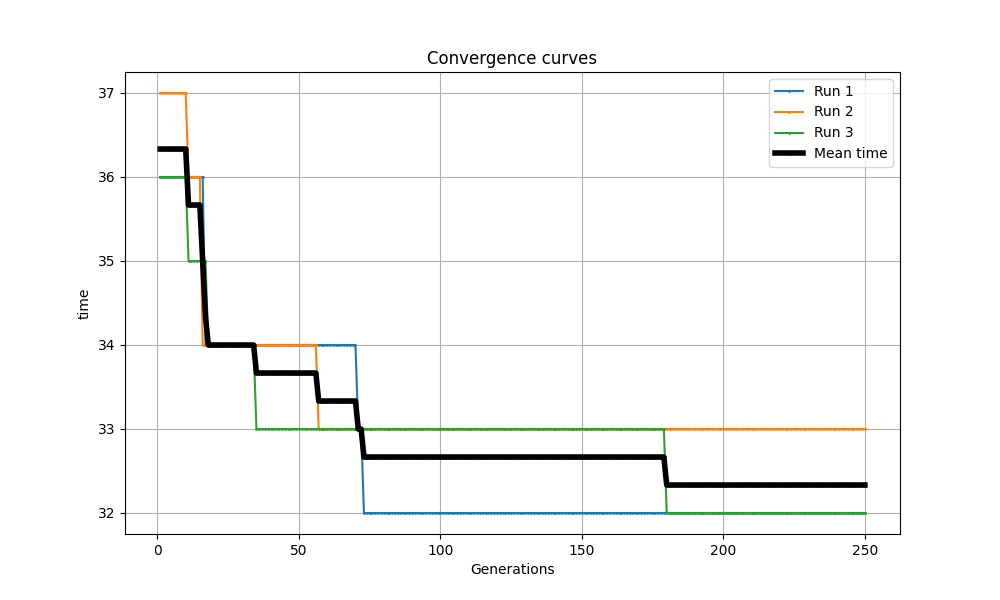 Convergence curves
Run 1
Run 2
Run 3
Mean time
37
36
35
34
33
32
time
0
50
100
150
200
250
Generations